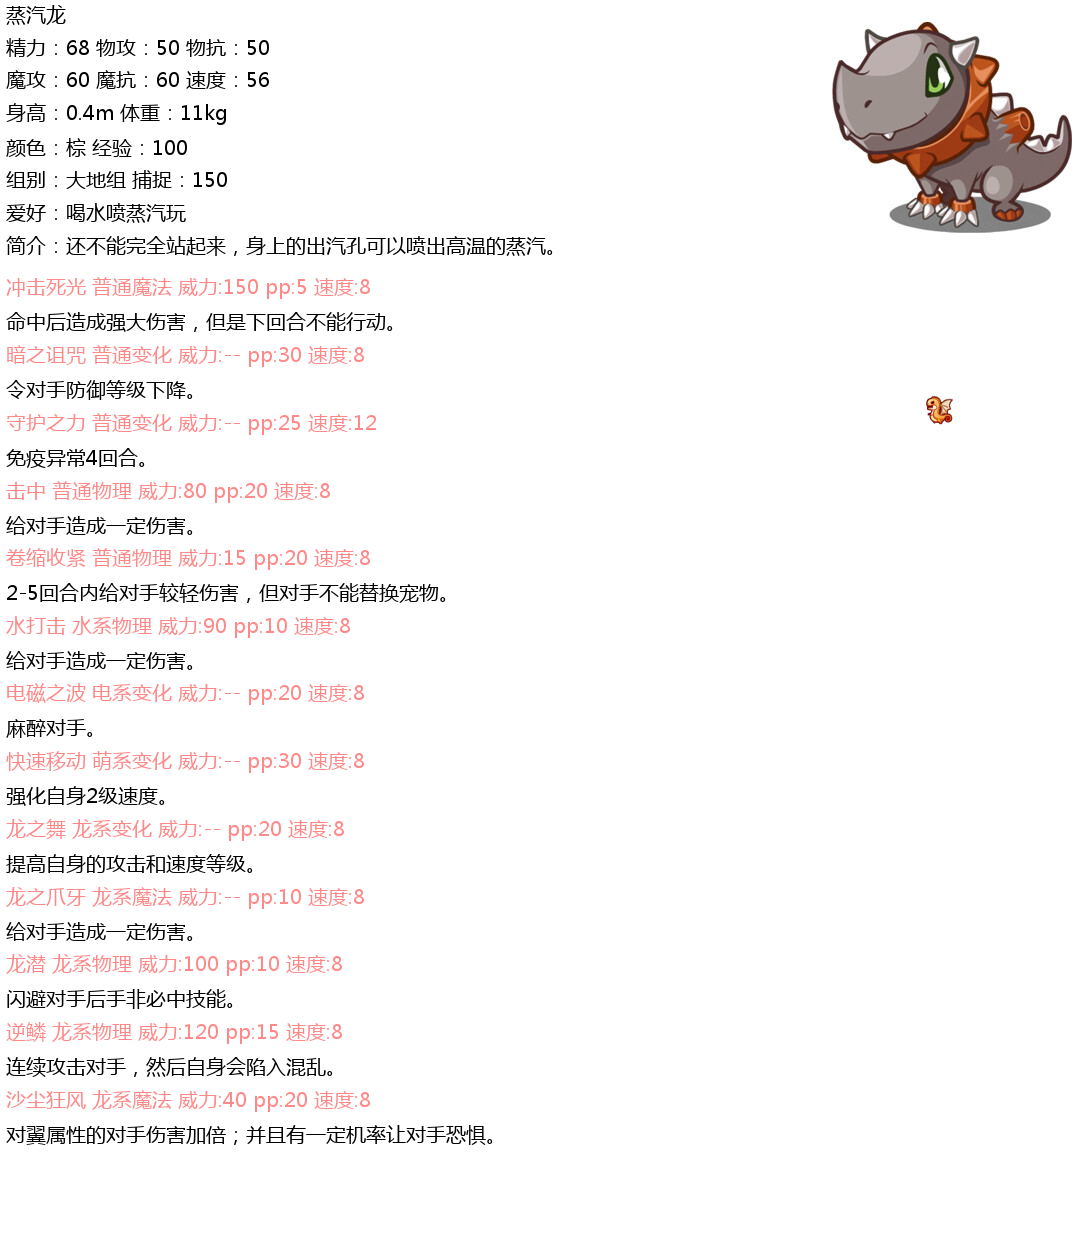 蒸汽龙
精力：68 物攻：50 物抗：50
魔攻：60 魔抗：60 速度：56
身高：0.4m 体重：11kg
颜色：棕 经验：100
组别：大地组 捕捉：150
爱好：喝水喷蒸汽玩
简介：还不能完全站起来，身上的出汽孔可以喷出高温的蒸汽。
冲击死光 普通魔法 威力:150 pp:5 速度:8
命中后造成强大伤害，但是下回合不能行动。
暗之诅咒 普通变化 威力:-- pp:30 速度:8
令对手防御等级下降。
守护之力 普通变化 威力:-- pp:25 速度:12
免疫异常4回合。
击中 普通物理 威力:80 pp:20 速度:8
给对手造成一定伤害。
卷缩收紧 普通物理 威力:15 pp:20 速度:8
2-5回合内给对手较轻伤害，但对手不能替换宠物。
水打击 水系物理 威力:90 pp:10 速度:8
给对手造成一定伤害。
电磁之波 电系变化 威力:-- pp:20 速度:8
麻醉对手。
快速移动 萌系变化 威力:-- pp:30 速度:8
强化自身2级速度。
龙之舞 龙系变化 威力:-- pp:20 速度:8
提高自身的攻击和速度等级。
龙之爪牙 龙系魔法 威力:-- pp:10 速度:8
给对手造成一定伤害。
龙潜 龙系物理 威力:100 pp:10 速度:8
闪避对手后手非必中技能。
逆鳞 龙系物理 威力:120 pp:15 速度:8
连续攻击对手，然后自身会陷入混乱。
沙尘狂风 龙系魔法 威力:40 pp:20 速度:8
对翼属性的对手伤害加倍；并且有一定机率让对手恐惧。